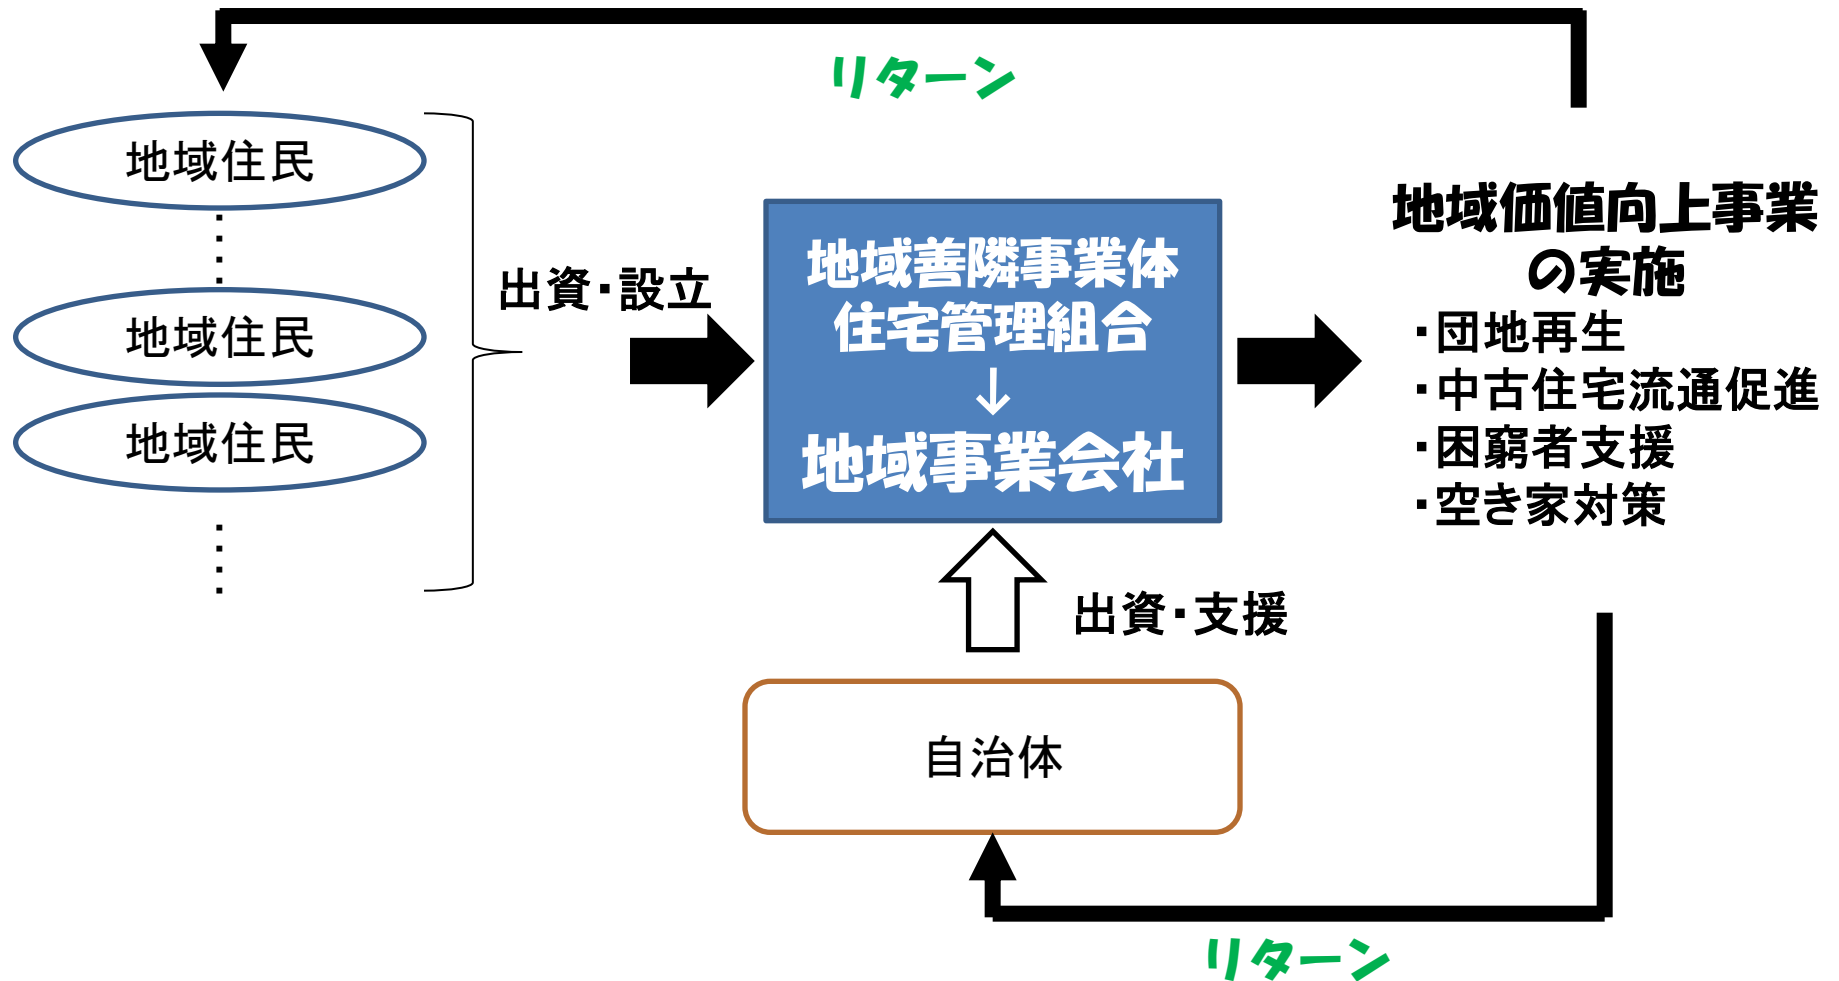 リターン
地域住民
地域住民
地域住民
出資・設立
地域善隣事業体
住宅管理組合
↓
地域事業会社
地域価値向上事業
の実施
・団地再生
・中古住宅流通促進
・困窮者支援
・空き家対策
出資・支援
自治体
リターン